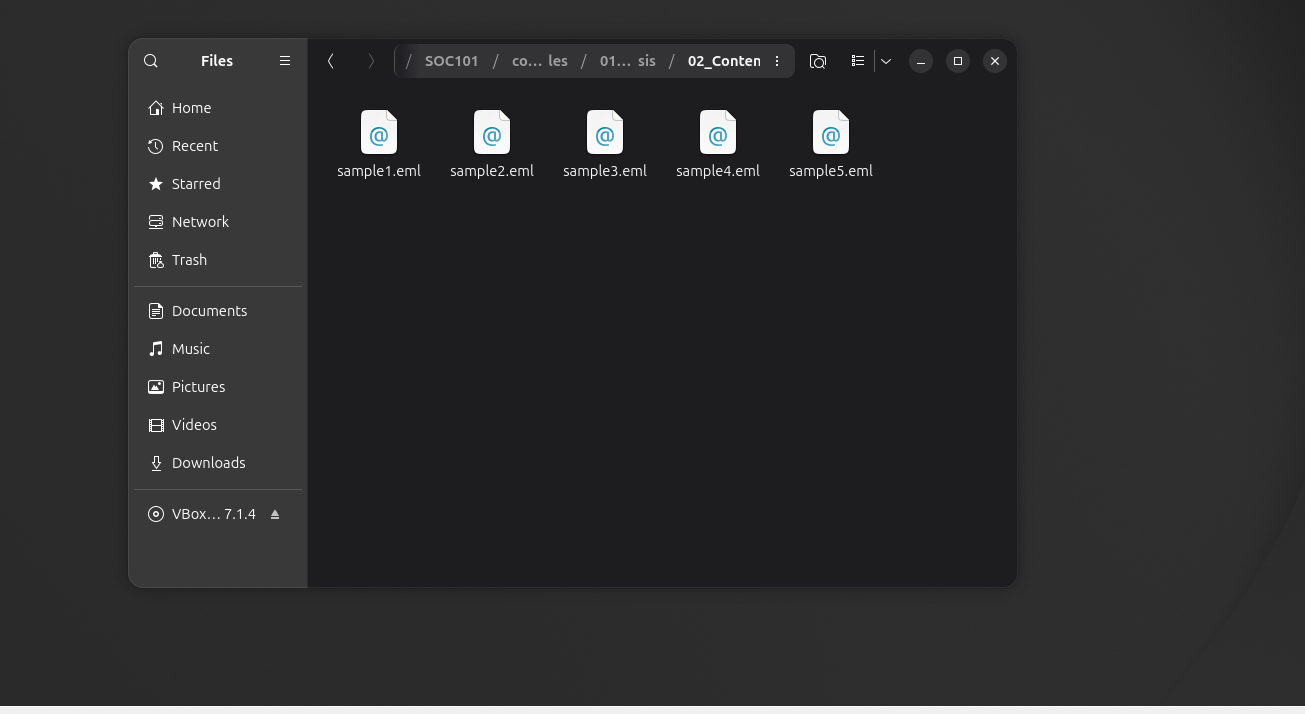 Files
/ SOC101 / co… les / 01… sis / 02_Conten
Home
Recent
Starred
Network
Trash
Documents
Music
Pictures
Videos
Downloads
VBox… 7.1.4
@ @ @ @ @
sample1.eml sample2.eml sample3.eml sample4.eml sample5.eml